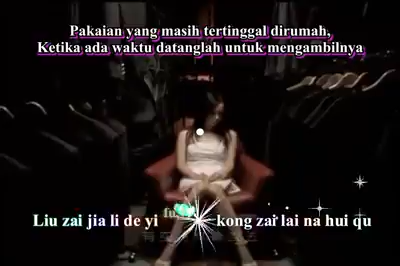 Pakaian yang masih tertinggal dirumah,
Ketika ada waktu datanglah untuk mengambilnya
Liu zai jia li de yi fu kong zai lai na hui qu